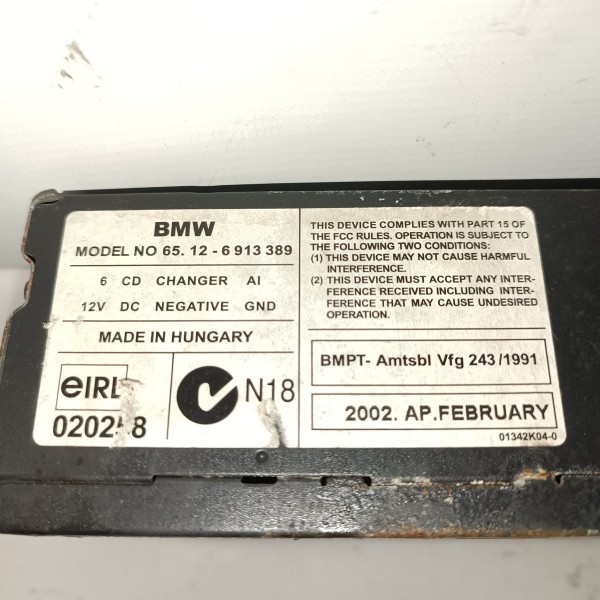 BMW
MODEL NO 65. 12 - 6 913 389
6 CD CHANGER AI
12V DC NEGATIVE GND
MADE IN HUNGARY
eIRL
N18
THIS DEVICE COMPLIES WITH PART 15 OF
THE FCC RULES. OPERATION IS SUBJECT TO
THE FOLLOWING TWO CONDITIONS:
(1) THIS DEVICE MAY NOT CAUSE HARMFUL
INTERFERENCE.
(2) THIS DEVICE MUST ACCEPT ANY INTER-
FERENCE RECEIVED INCLUDING INTER-
FERENCE THAT MAY CAUSE UNDESIRED
OPERATION.
BMPT- Amtsbl Vfg 243/1991
2002. AP.FEBRUARY
01342K04-0